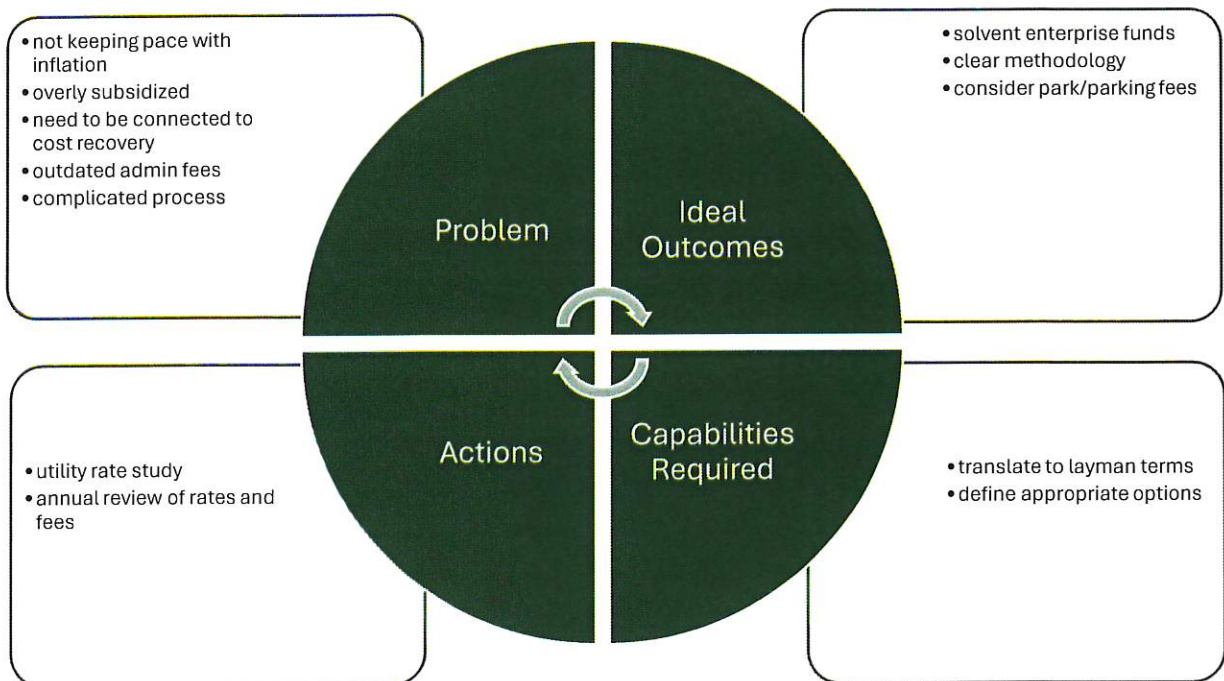 • not keeping pace with
inflation
• overly subsidized
• need to be connected to
cost recovery
• outdated admin fees
• complicated process
• solvent enterprise funds
• clear methodology
• consider park/parking fees
Problem
Ideal
Outcomes
Actions
Capabilities
Required
• utility rate study
• annual review of rates and
fees
• translate to layman terms
• define appropriate options